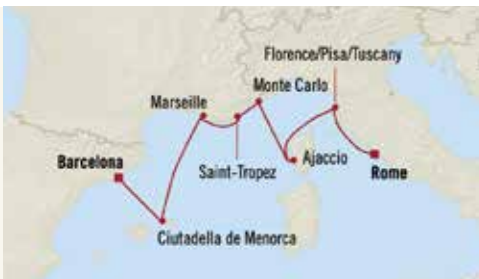 Florence/Pisa/Tuscany
Monte Carlo
Marseille
Barcelona
Saint-Tropez
Ajaccio
Rome
Ciutadella de Menorca